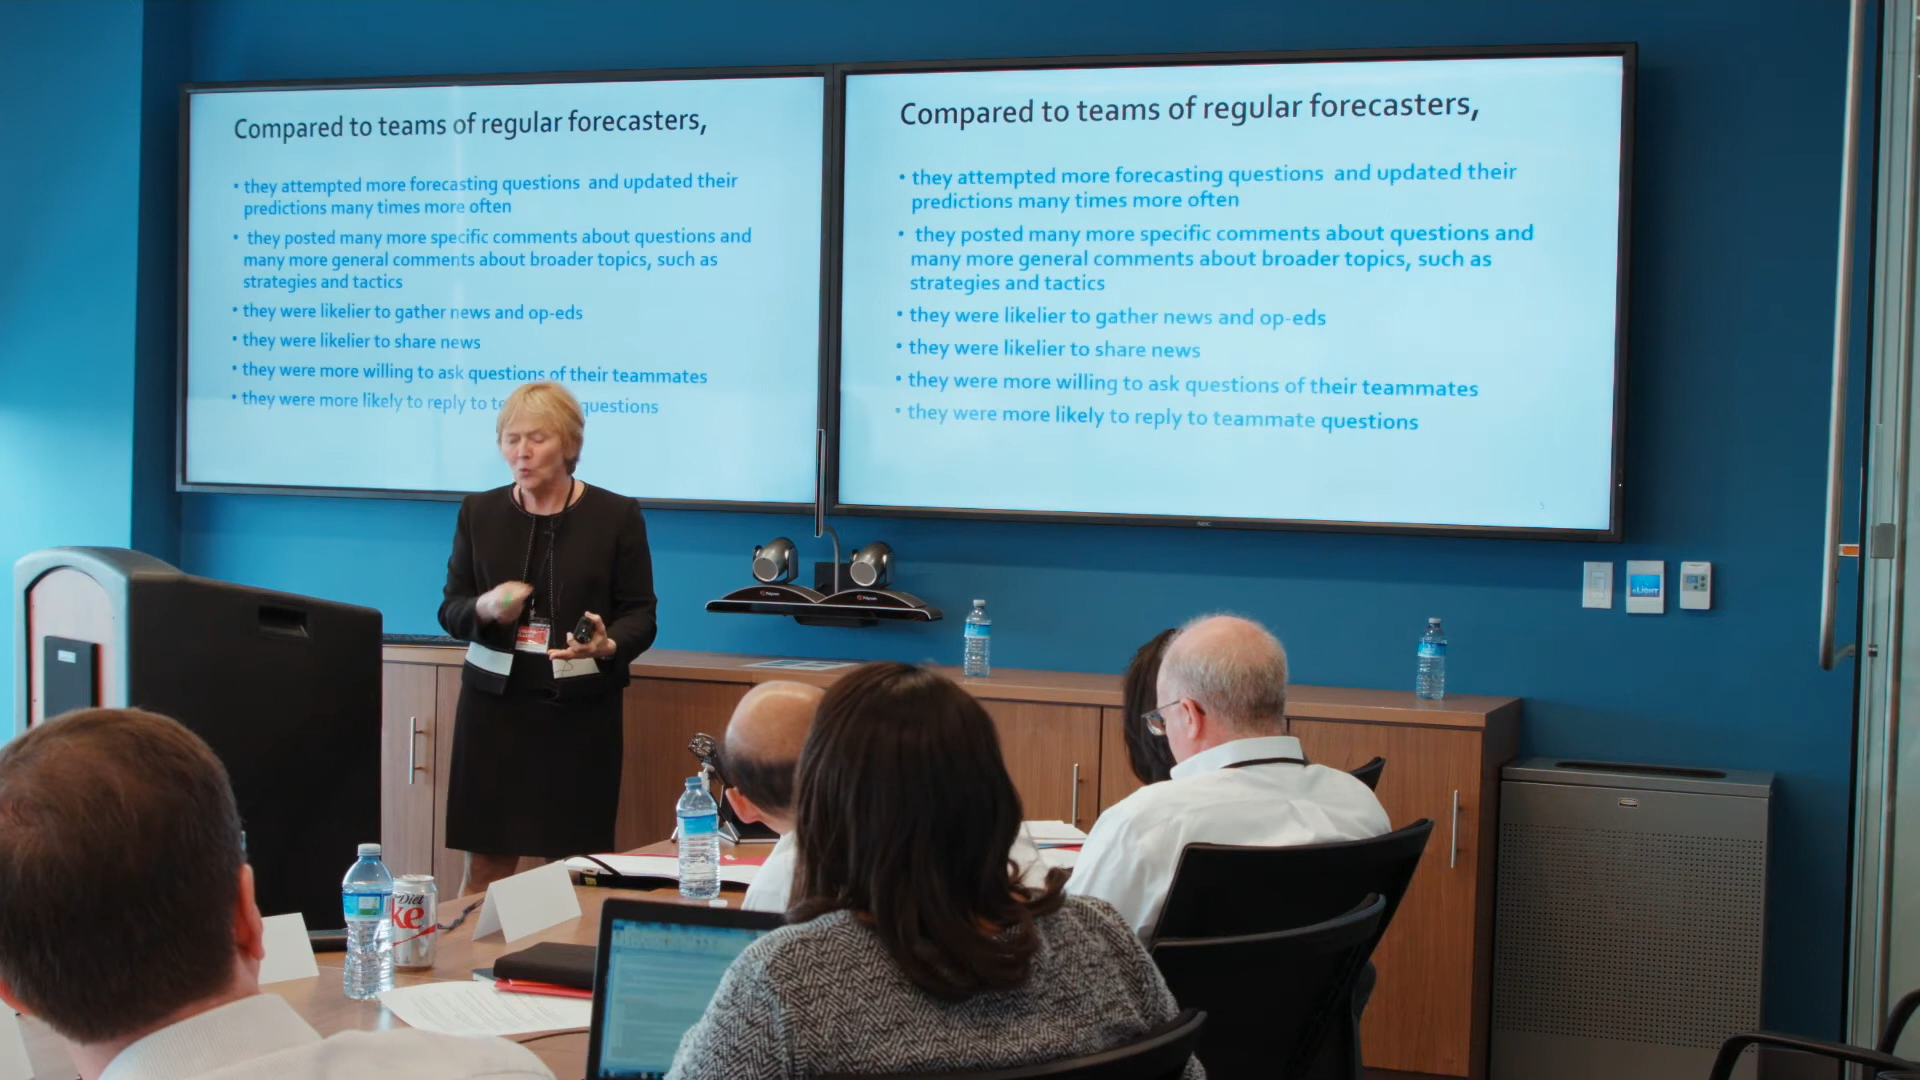 Compared to teams of regular forecasters,
• they attempted more forecasting questions and updated their
predictions many times more often
• they posted many more specific comments about questions and
many more general comments about broader topics, such as
strategies and tactics
• they were likelier to gather news and op-eds
• they were likelier to share news
• they were more willing to ask questions of their teammates
• they were more likely to reply to te questions
Compared to teams of regular forecasters,
• they attempted more forecasting questions and updated their
predictions many times more often
• they posted many more specific comments about questions and
many more general comments about broader topics, such as
strategies and tactics
• they were likelier to gather news and op-eds
• they were likelier to share news
• they were more willing to ask questions of their teammates
• they were more likely to reply to teammate questions
5
NEC
Polycom
Polycom
eLIGHT
Diet
ke